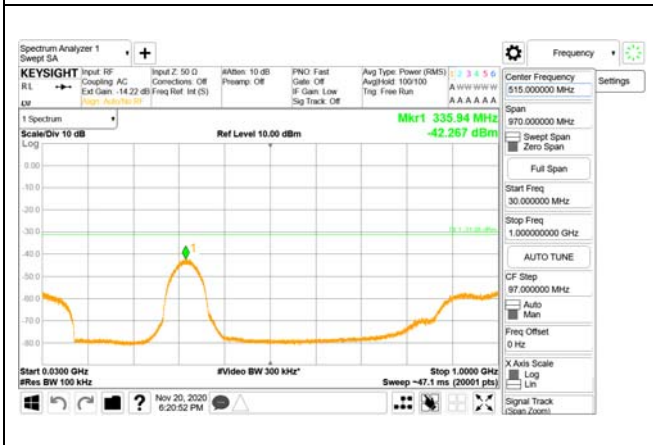 Spectrum Analyzer 1
Swept SA
Frequency
KEYSIGHT
Input: RF
Input Z: 50 Ω
#Atten: 10 dB
PNO: Fast
Avg Type: Power (RMS)
1 2 3 4 5 6
RL
Coupling: AC
Corrections: Off
Preamp: Off
Gate: Off
Avg|Hold: 100/100
A W W W W W
Ext Gain: -14.22 dB
Freq Ref: Int (S)
IF Gain: Low
Trig: Free Run
Align: Auto/No RF
Sig Track: Off
A A A A A A
Center Frequency
515.000000 MHz
Settings
1 Spectrum
Mkr1 335.94 MHz
Scale/Div 10 dB
Ref Level 10.00 dBm
-42.267 dBm
Log
Span
970.000000 MHz
Swept Span
Zero Span
Full Span
Start Freq
30.000000 MHz
Stop Freq
1.000000000 GHz
AUTO TUNE
CF Step
97.000000 MHz
Auto
Man
Freq Offset
0 Hz
X Axis Scale
Log
Lin
Signal Track
(Span Zoom)
0.00
-10.0
-20.0
-30.0
-40.0
-50.0
-60.0
-70.0
-80.0
1
Start 0.0300 GHz
#Video BW 300 kHz*
Stop 1.0000 GHz
#Res BW 100 kHz
Sweep ~47.1 ms (20001 pts)
Nov 20, 2020
6:20:52 PM